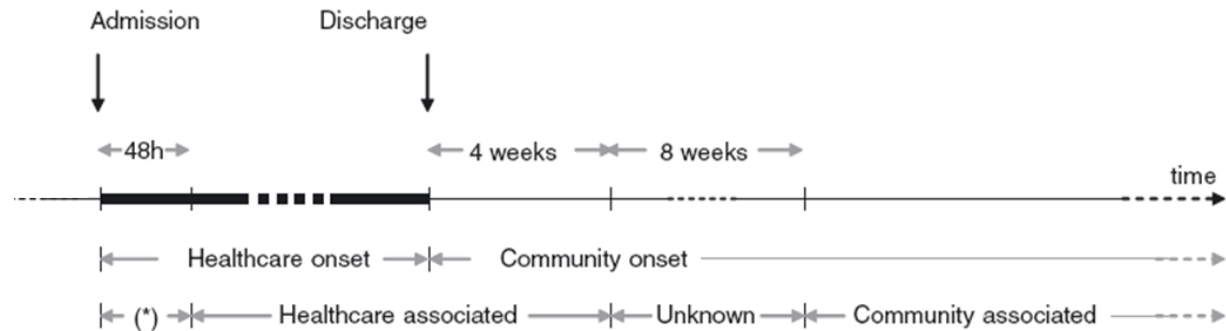 Admission Discharge
48h 4 weeks 8 weeks
time
Healthcare onset Community onset
(*) Healthcare associated Unknown Community associated